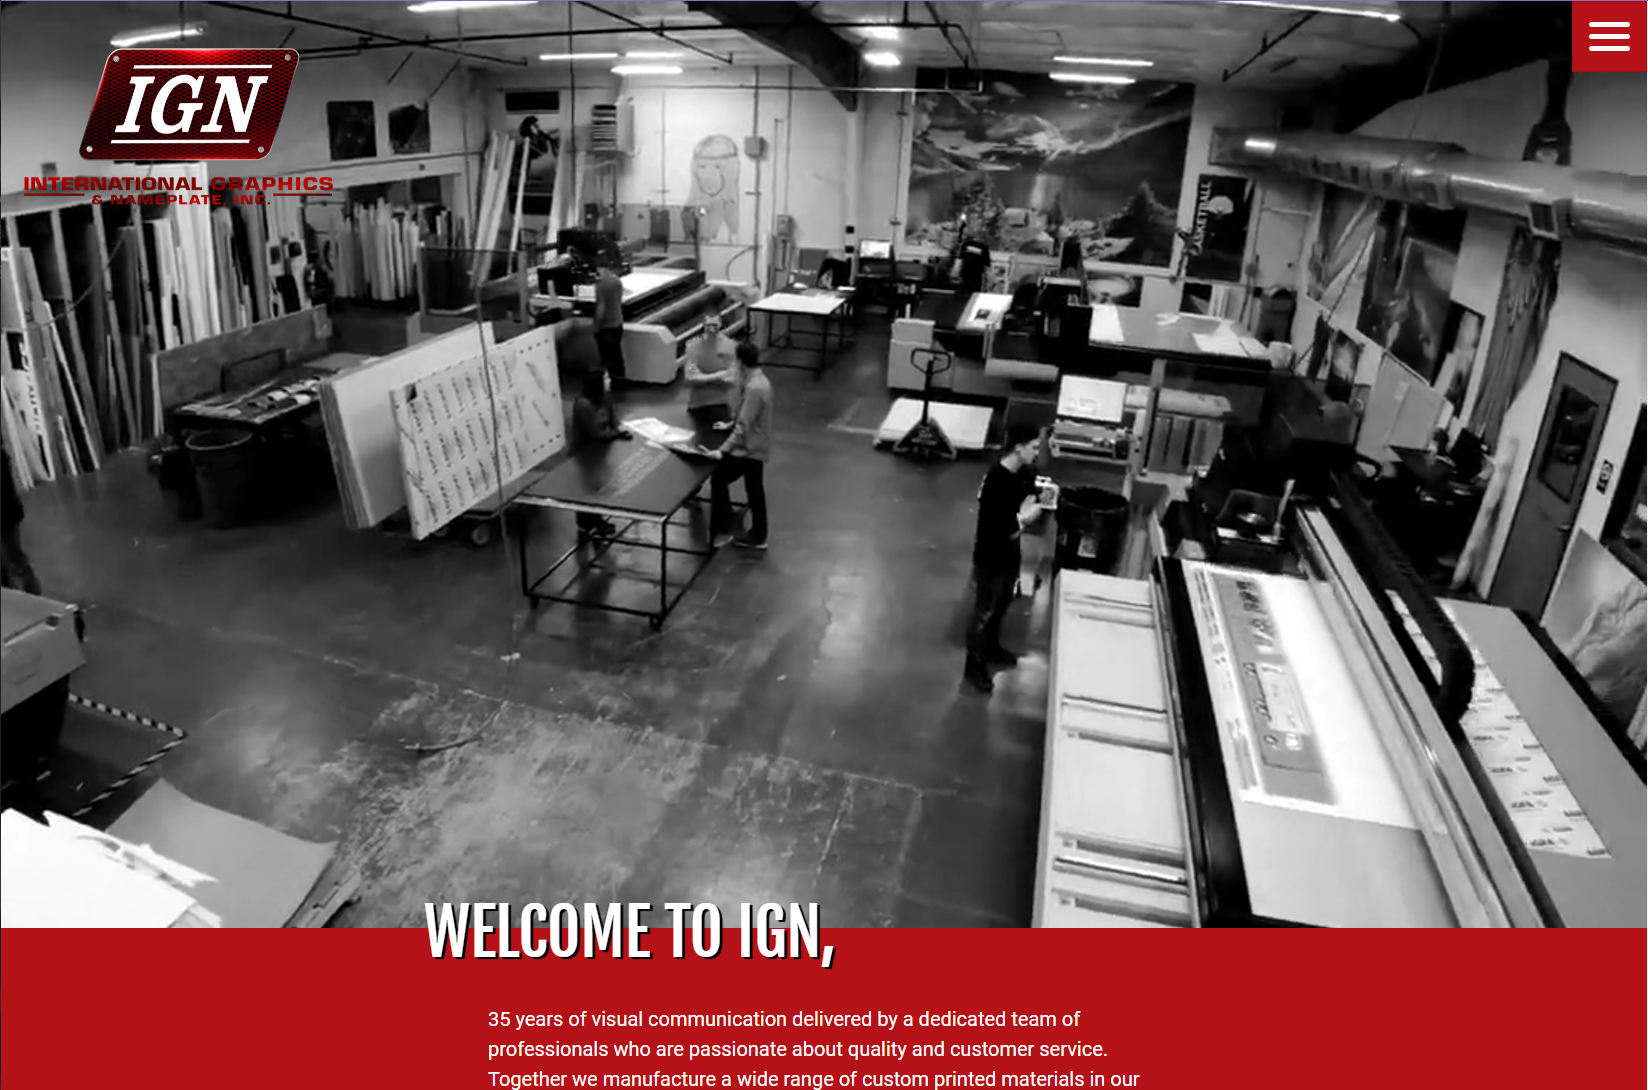 IGN
INTERNATIONAL GRAPHICS
& NAMEPLATE, INC.
BASKETBALL
WELCOME TO IGN,
35 years of visual communication delivered by a dedicated team of
professionals who are passionate about quality and customer service.
Together we manufacture a wide range of custom printed materials in our